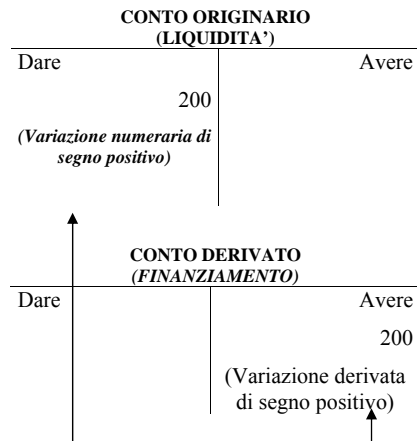 CONTO ORIGINARIO
(LIQUIDITA’)
Dare Avere
200
(Variazione numeraria di
segno positivo)
CONTO DERIVATO
(FINANZIAMENTO)
Dare Avere
200
(Variazione derivata
di segno positivo)